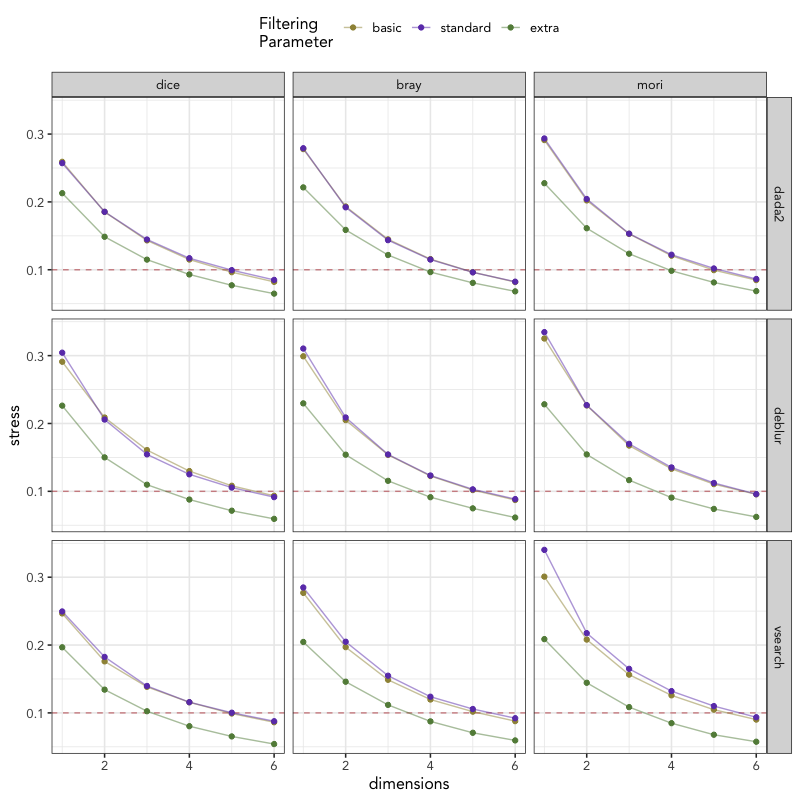 Filtering
Parameter
basic standard extra
dice bray mori
0.3
0.2
0.1
dada2
0.3
0.2
0.1
deblur
stress
0.3
0.2
0.1
vsearch
2 4 6 2 4 6 2 4 6
dimensions